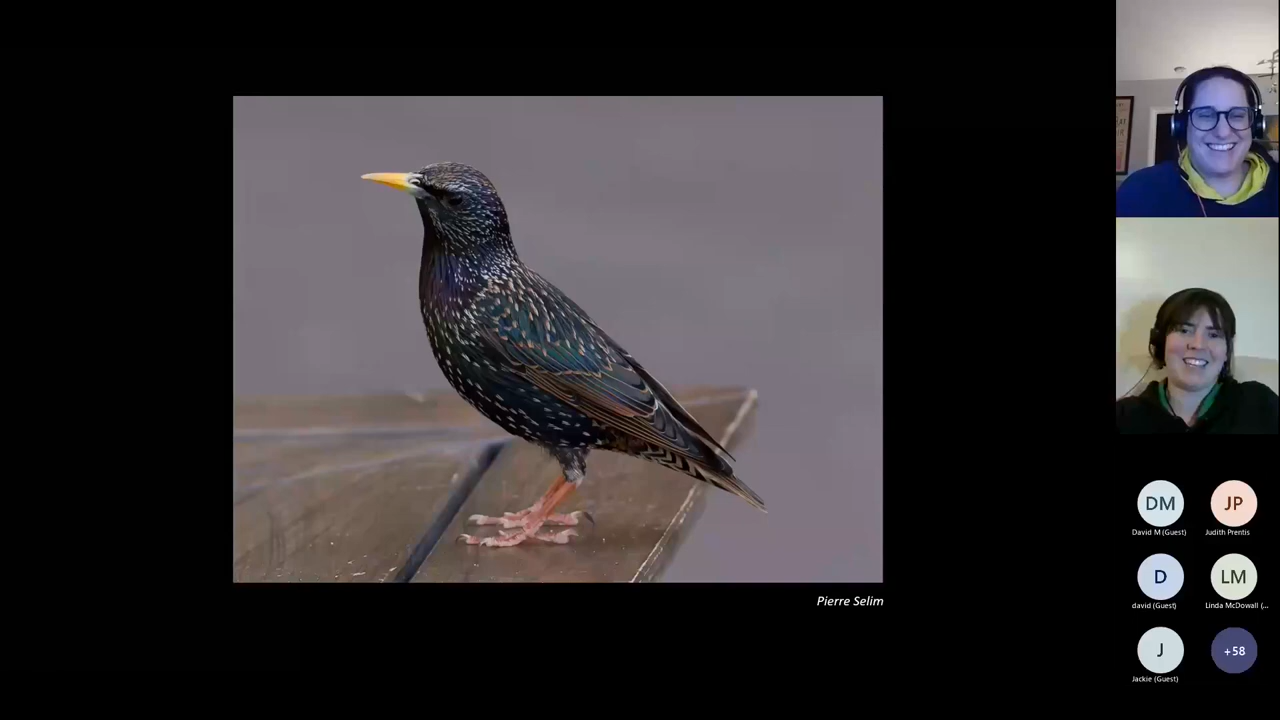 Pierre Selim
DM
JP
David M (Guest)
Judith Prentis
D
LM
david (Guest)
Linda McDowall (...
J
+58
Jackie (Guest)